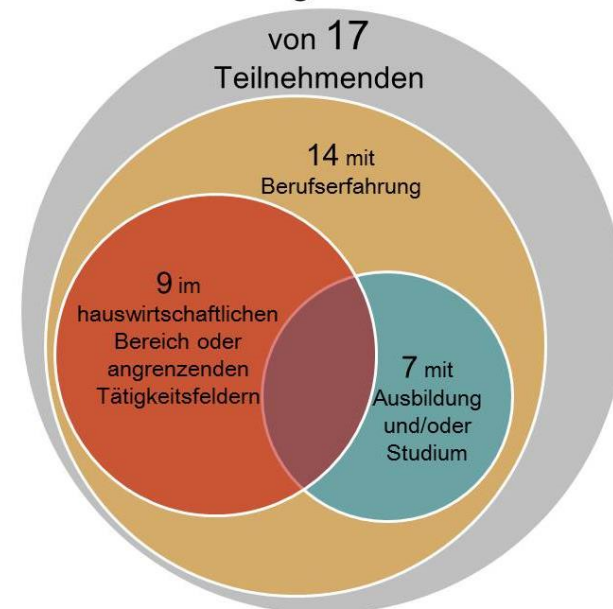 von 17
Teilnehmenden
14 mit
Berufserfahrung
9 im
hauswirtschaftlichen
Bereich oder
angrenzenden
Tätigkeitsfeldern
7 mit
Ausbildung
und/oder
Studium